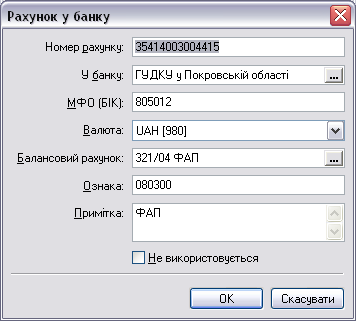 Рахунок у банку
Номер рахунку: 35414003004415
У банку: ГУДКУ у Покровській області ...
МФО (БІК): 805012
Валюта: UAH [980]
Балансовий рахунок: 321/04 ФАП ...
Ознака: 080300
Примітка: ФАП
Не використовується
OK Скасувати